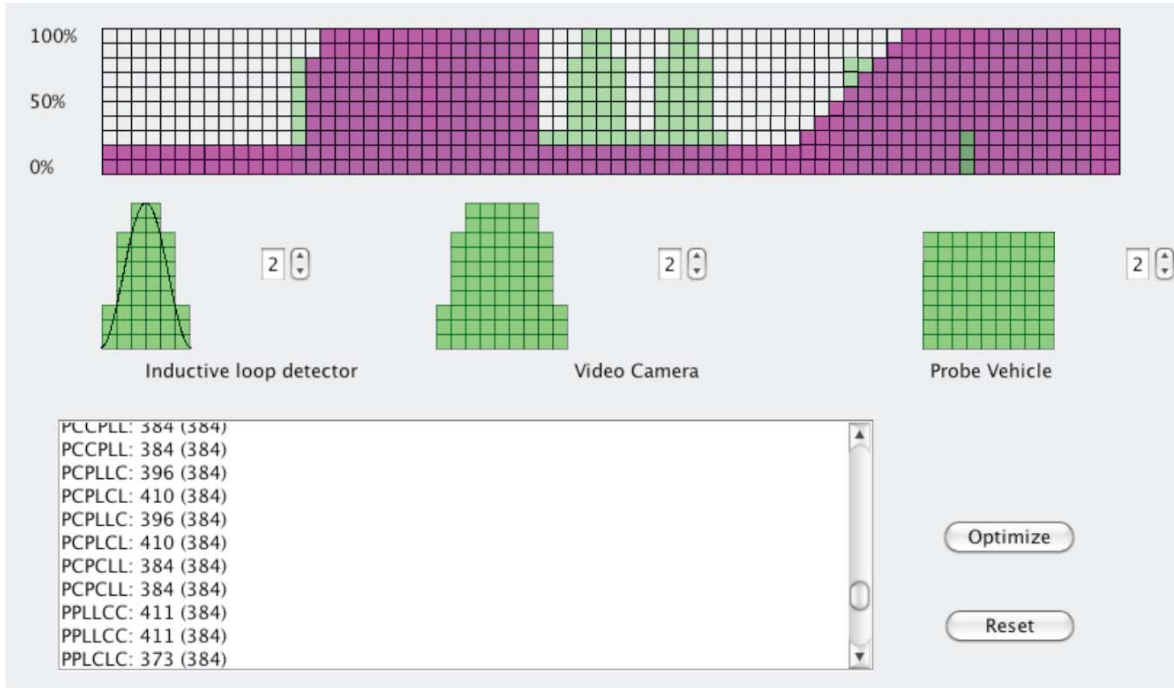 100%
50%
0%
2
2
2
Inductive loop detector
Video Camera
Probe Vehicle
PCCPLL: 384 (384)
PCCPLL: 384 (384)
PCPLLC: 396 (384)
PCPLCL: 410 (384)
PCPLLC: 396 (384)
PCPLCL: 410 (384)
PCPCLL: 384 (384)
PCPCLL: 384 (384)
PPLLCC: 411 (384)
PPLLCC: 411 (384)
PPLCLC: 373 (384)
Optimize
Reset